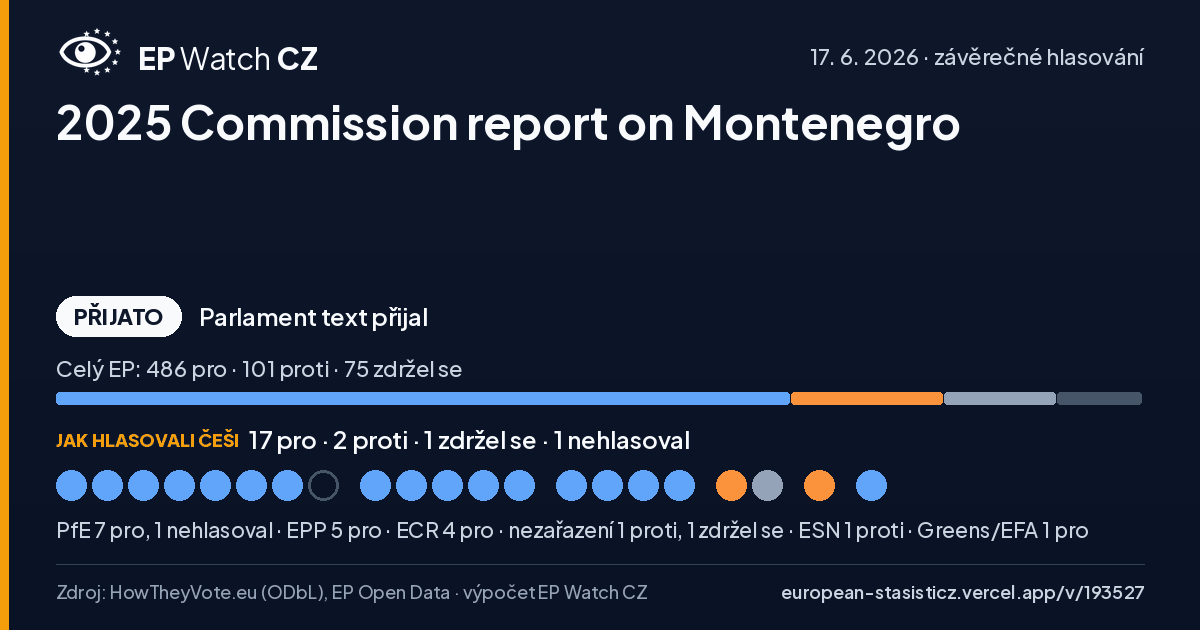 EP Watch CZ
17. 6. 2026 · závěrečné hlasování
2025 Commission report on Montenegro
PŘIJATO
Parlament text přijal
Celý EP: 486 pro · 101 proti · 75 zdržel se
JAK HLASOVALI ČEŠI 17 pro · 2 proti · 1 zdržel se · 1 nehlasoval
PfE 7 pro, 1 nehlasoval · EPP 5 pro · ECR 4 pro · nezařazení 1 proti, 1 zdržel se · ESN 1 proti · Greens/EFA 1 pro
Zdroj: HowTheyVote.eu (ODbL), EP Open Data · výpočet EP Watch CZ
european-stasisticz.vercel.app/v/193527